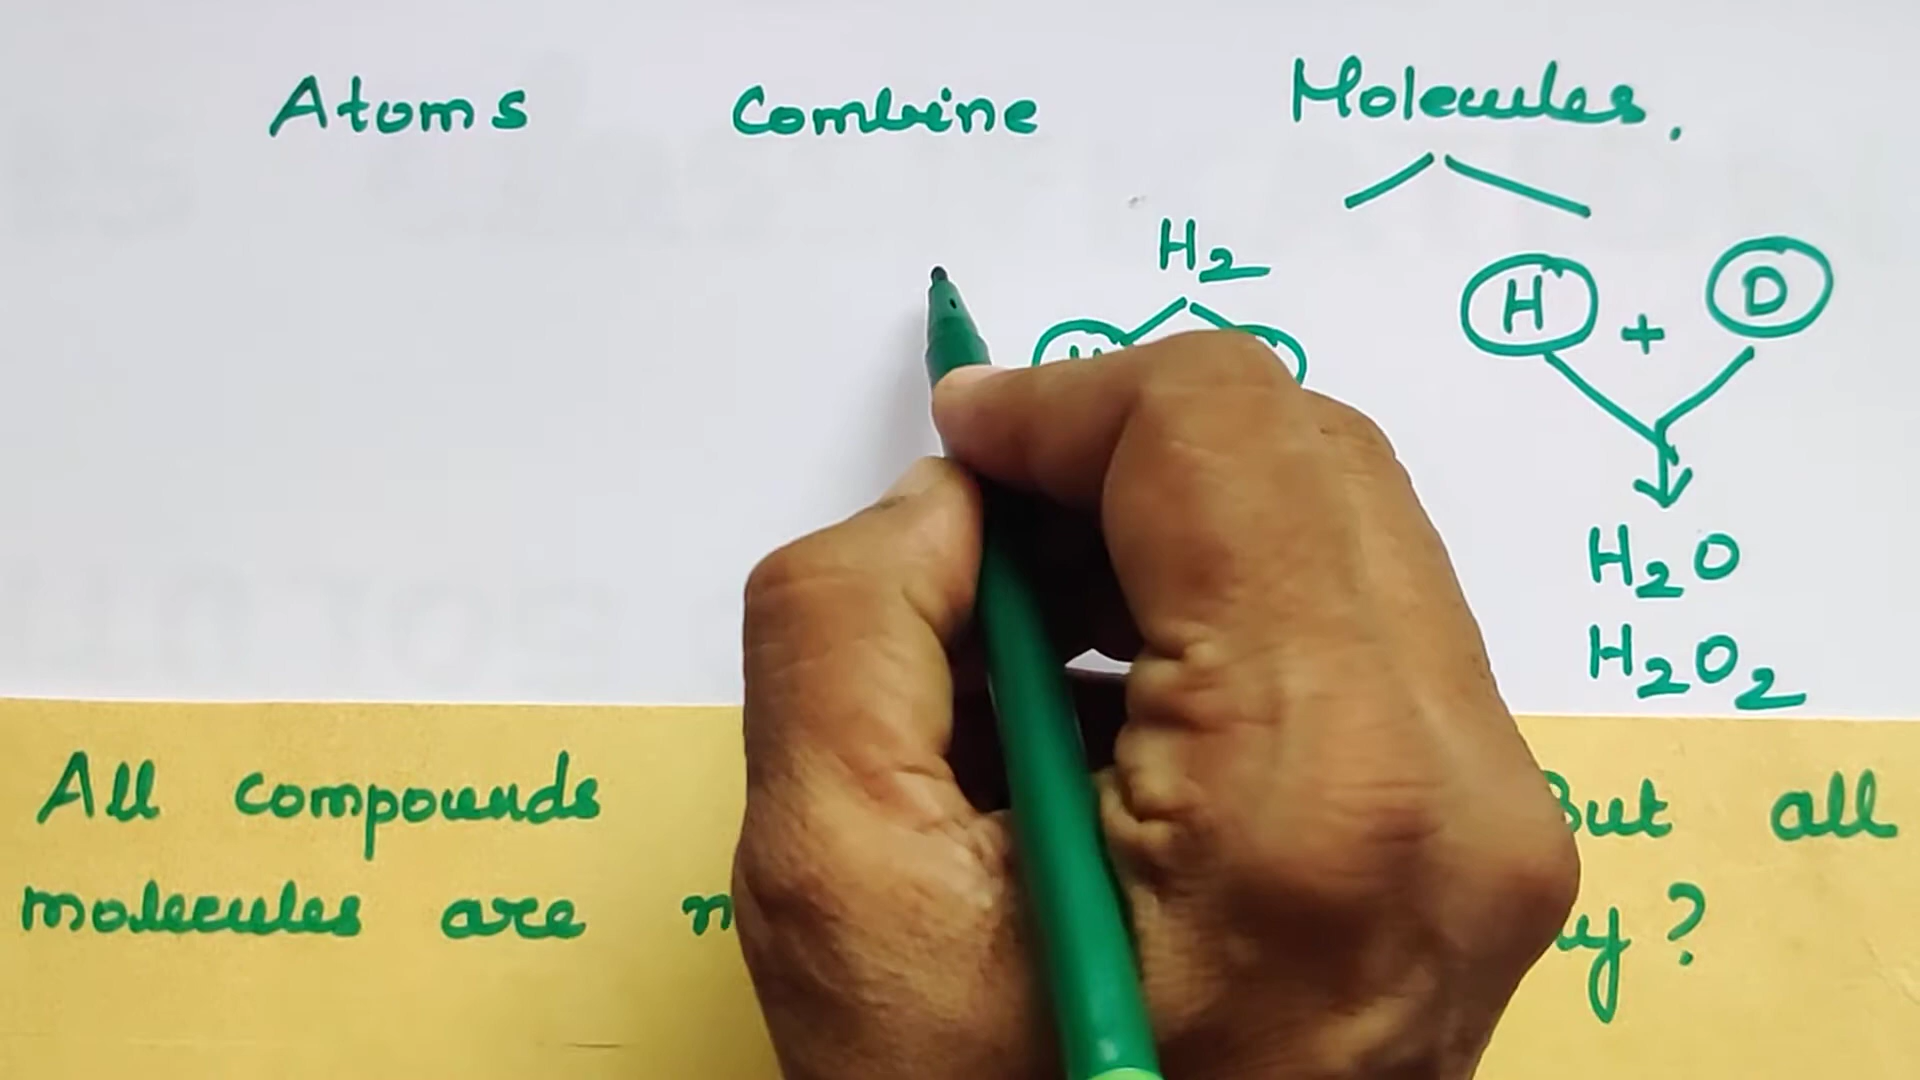 Atoms Combine Molecules.
H2
H + D
H2O
H2O2
All compounds But all
molecules are ?